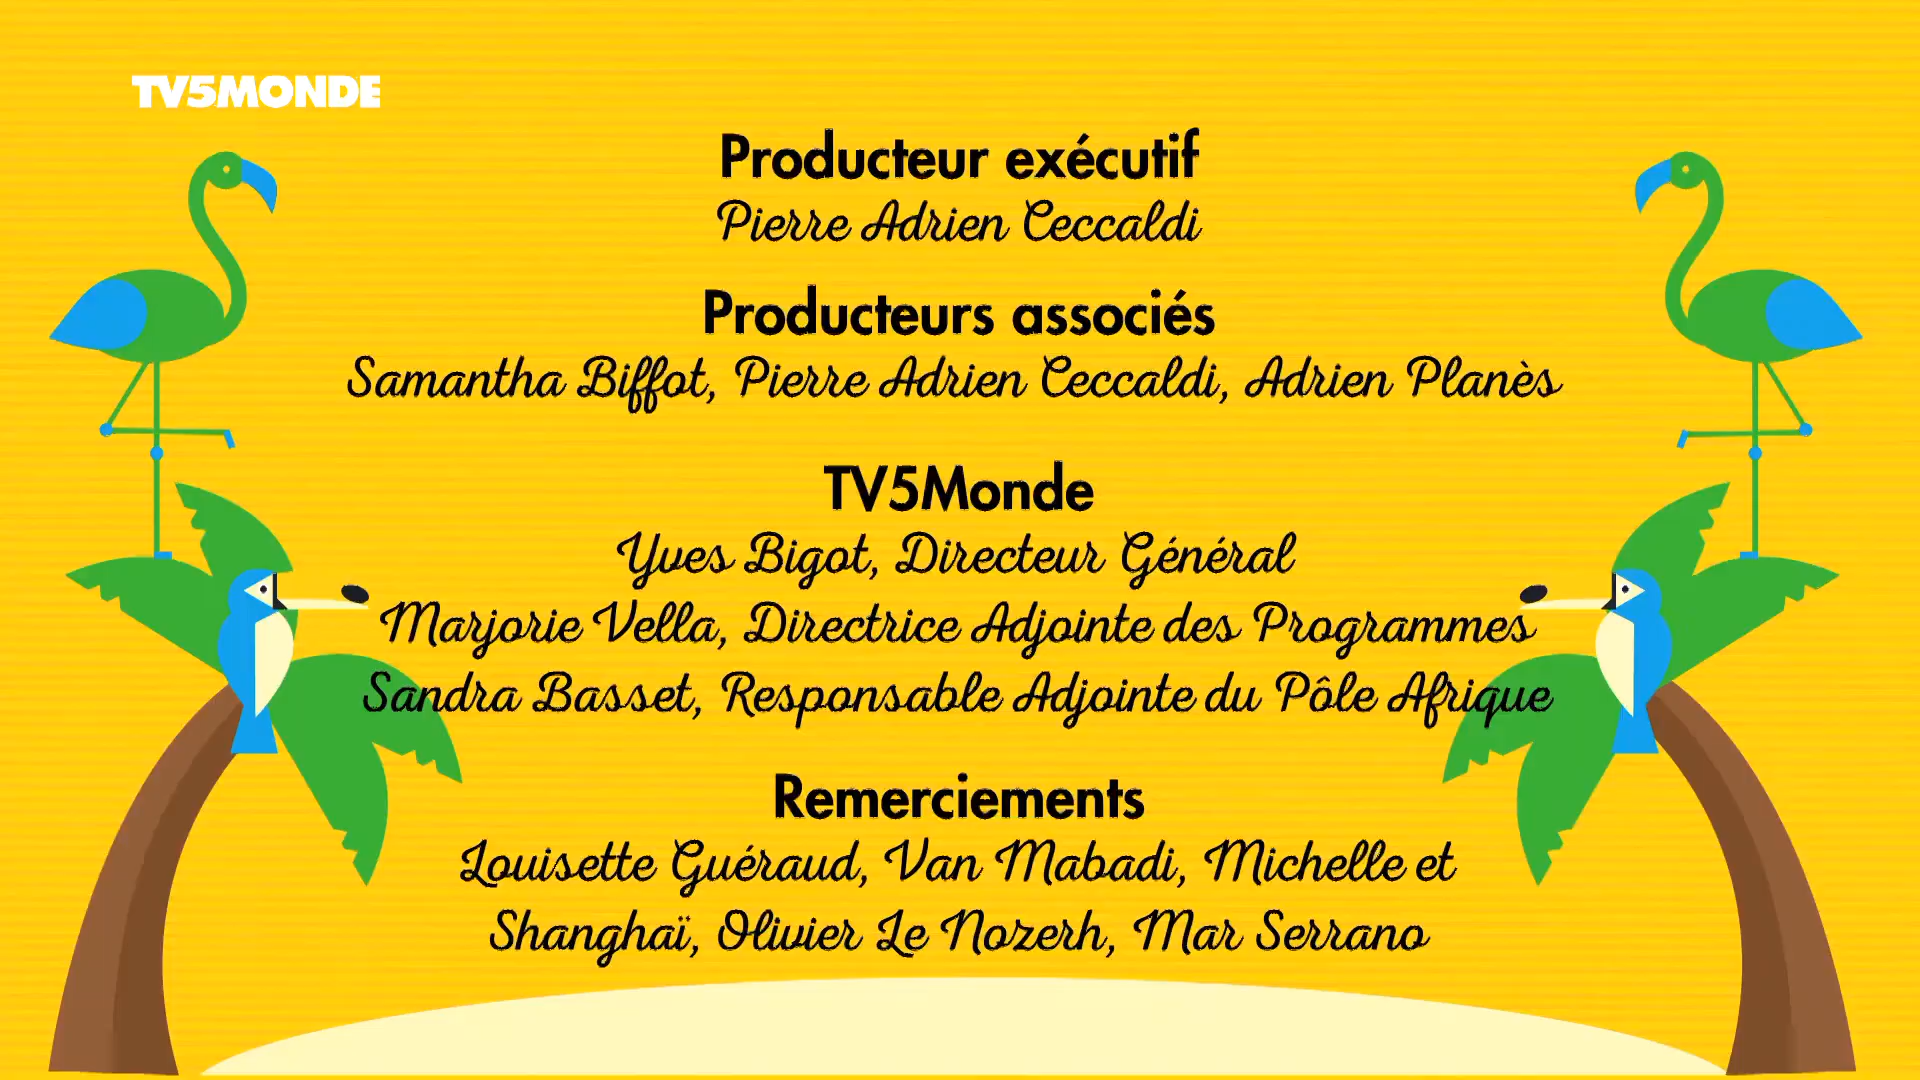 TV5MONDE
Producteur exécutif
Pierre Adrien Ceccaldi
Producteurs associés
Samantha Biffot, Pierre Adrien Ceccaldi, Adrien Planès
TV5Monde
Yves Bigot, Directeur Général
Marjorie Vella, Directrice Adjointe des Programmes
Sandra Basset, Responsable Adjointe du Pôle Afrique
Remerciements
Louisette Guéraud, Van Mabadi, Michelle et
Shanghaï, Olivier Le Nozerh, Mar Serrano